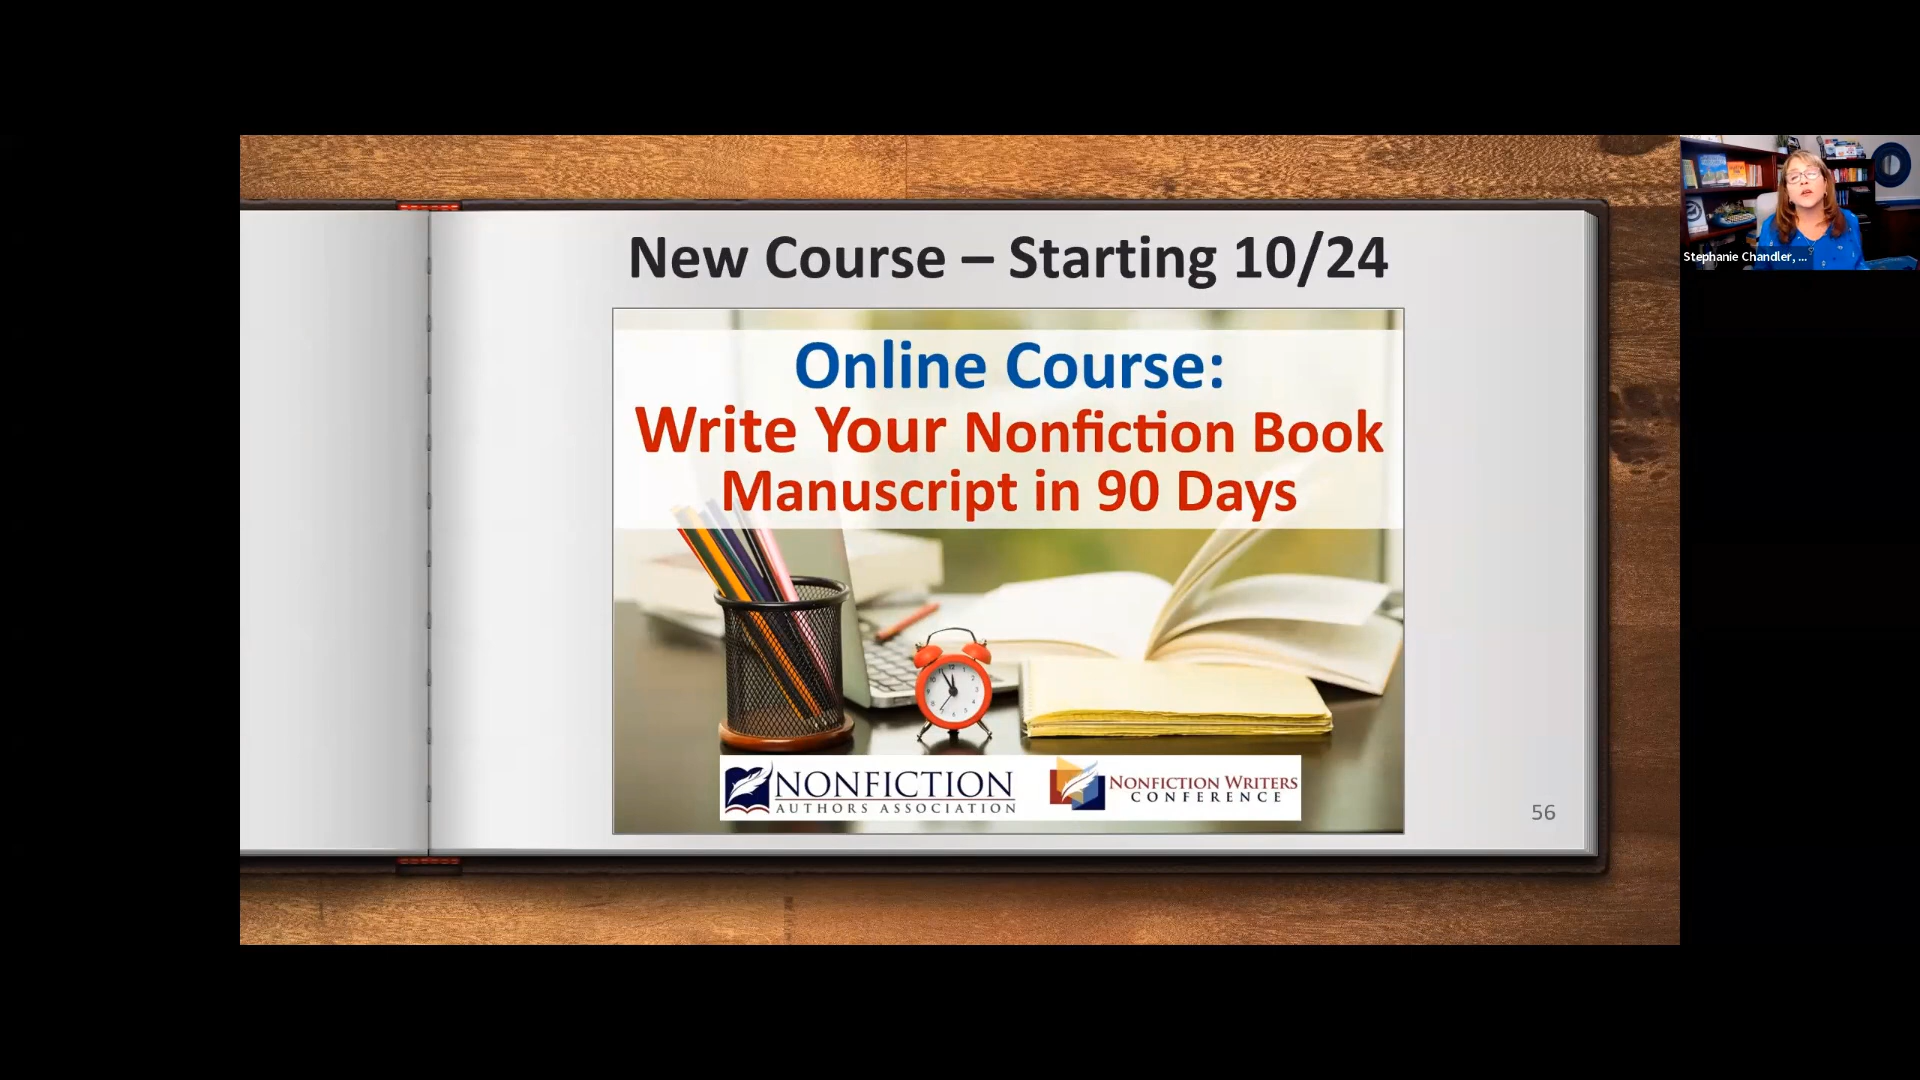 New Course – Starting 10/24
Online Course:
Write Your Nonfiction Book
Manuscript in 90 Days
NONFICTION
AUTHORS ASSOCIATION
NONFICTION WRITERS
CONFERENCE
56
Stephanie Chandler, ...